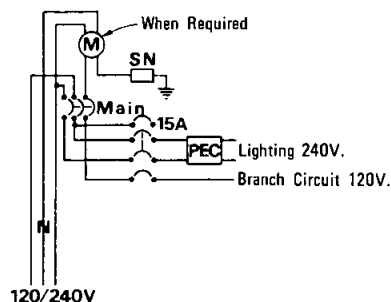 When Required
M
SN
Main
15A
PEC
Lighting 240V.
Branch Circuit 120V.
N
120/240V